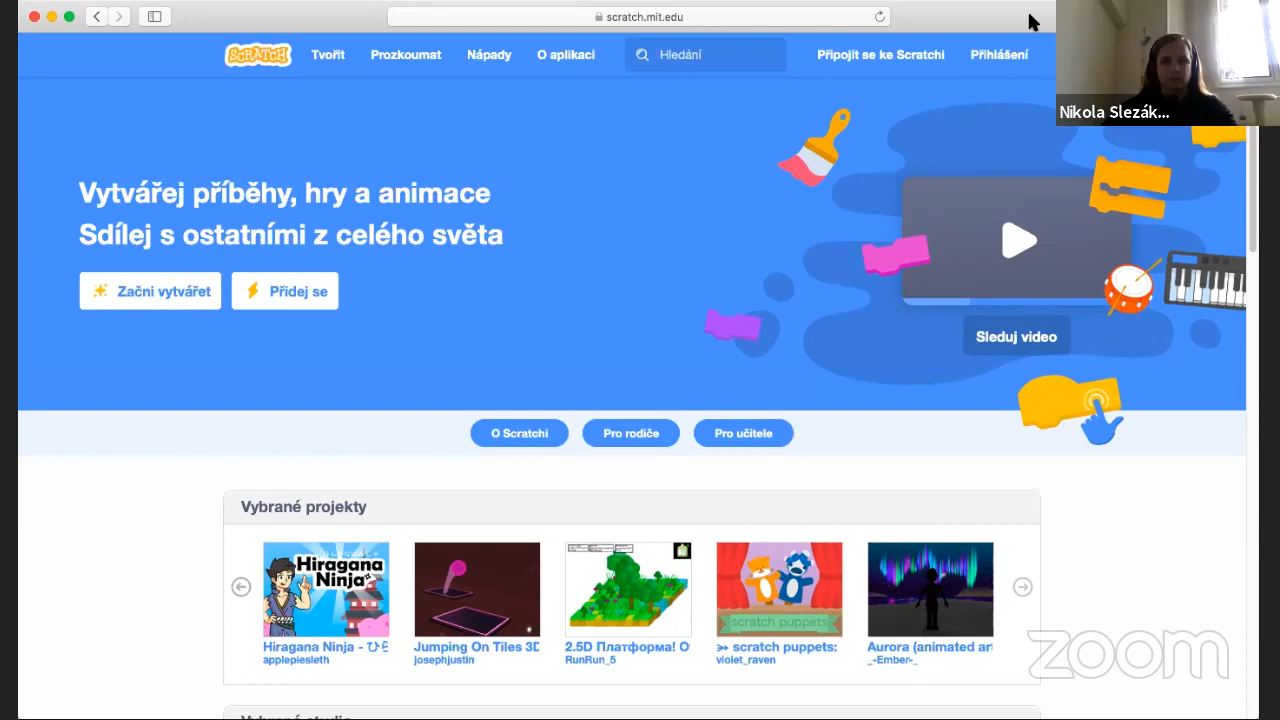 scratch.mit.edu
SCRATCH
Tvořit
Prozkoumat
Nápady
O aplikaci
Hledání
Připojit se ke Scratchi
Přihlášení
Nikola Slezák...
Vytvářej příběhy, hry a animace
Sdílej s ostatními z celého světa
Začni vytvářet
Přidej se
Sleduj video
O Scratchi
Pro rodiče
Pro učitele
Vybrané projekty
Hiragana
Ninja
scratch puppets
Hiragana Ninja - ひら
applepiesleth
Jumping On Tiles 3D
josephjustin
2.5D Платформа! О
RunRun_5
➳ scratch puppets:
violet_raven
Aurora (animated ar
_-Ember-_
zoom
Vybrané studia